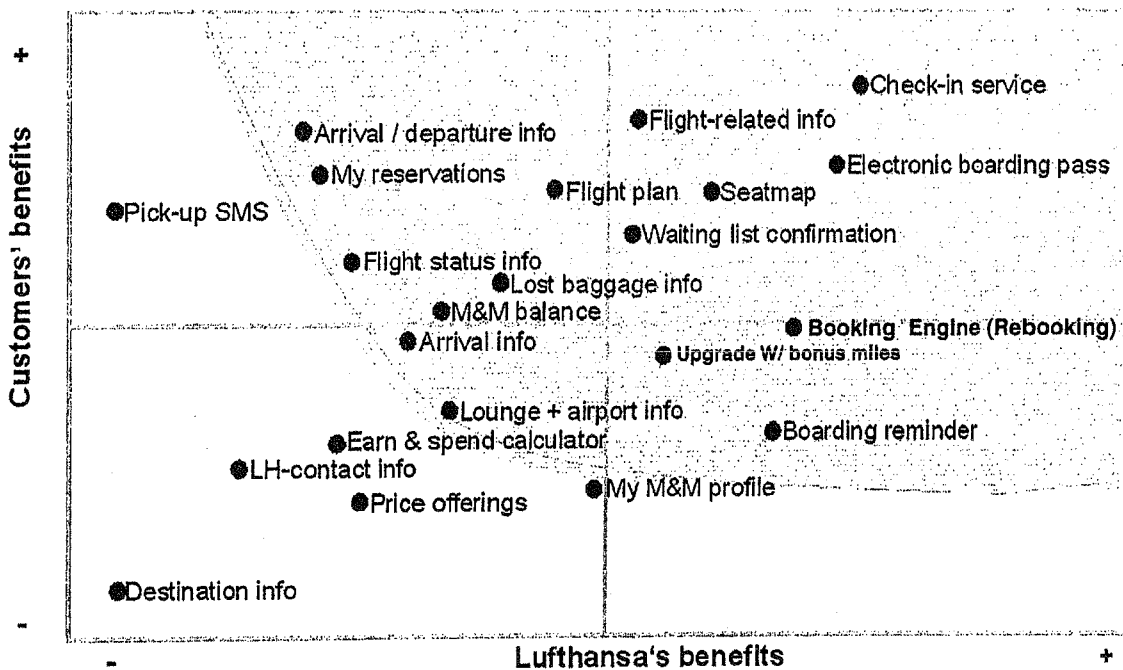 +
Customers' benefits
-
Check-in service
Flight-related info
Arrival / departure info
Electronic boarding pass
My reservations
Flight plan
Seatmap
Pick-up SMS
Waiting list confirmation
Flight status info
Lost baggage info
M&M balance
Booking Engine (Rebooking)
Arrival info
Upgrade W/ bonus miles
Lounge + airport info
Boarding reminder
Earn & spend calculator
LH-contact info
My M&M profile
Price offerings
Destination info
-
Lufthansa's benefits
+